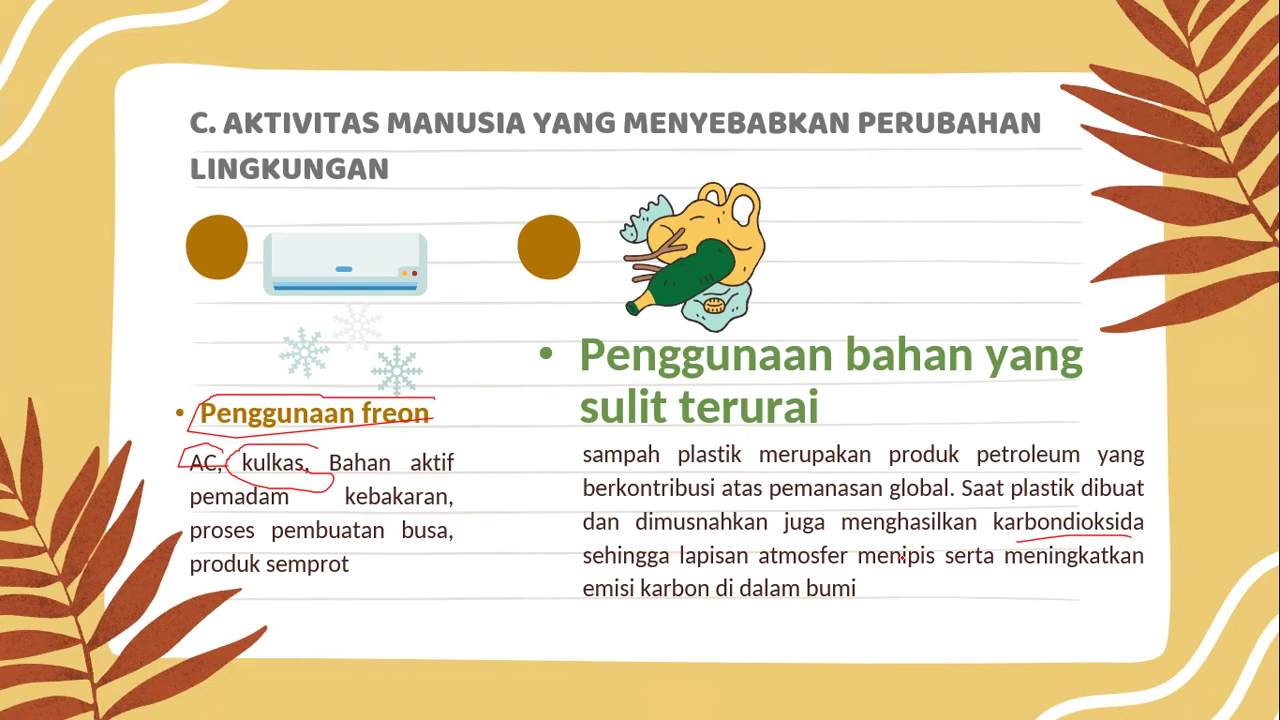 C. AKTIVITAS MANUSIA YANG MENYEBABKAN PERUBAHAN
LINGKUNGAN
• Penggunaan freon
AC, kulkas, Bahan aktif
pemadam kebakaran,
proses pembuatan busa,
produk semprot
• Penggunaan bahan yang
sulit terurai
sampah plastik merupakan produk petroleum yang
berkontribusi atas pemanasan global. Saat plastik dibuat
dan dimusnahkan juga menghasilkan karbondioksida
sehingga lapisan atmosfer menipis serta meningkatkan
emisi karbon di dalam bumi